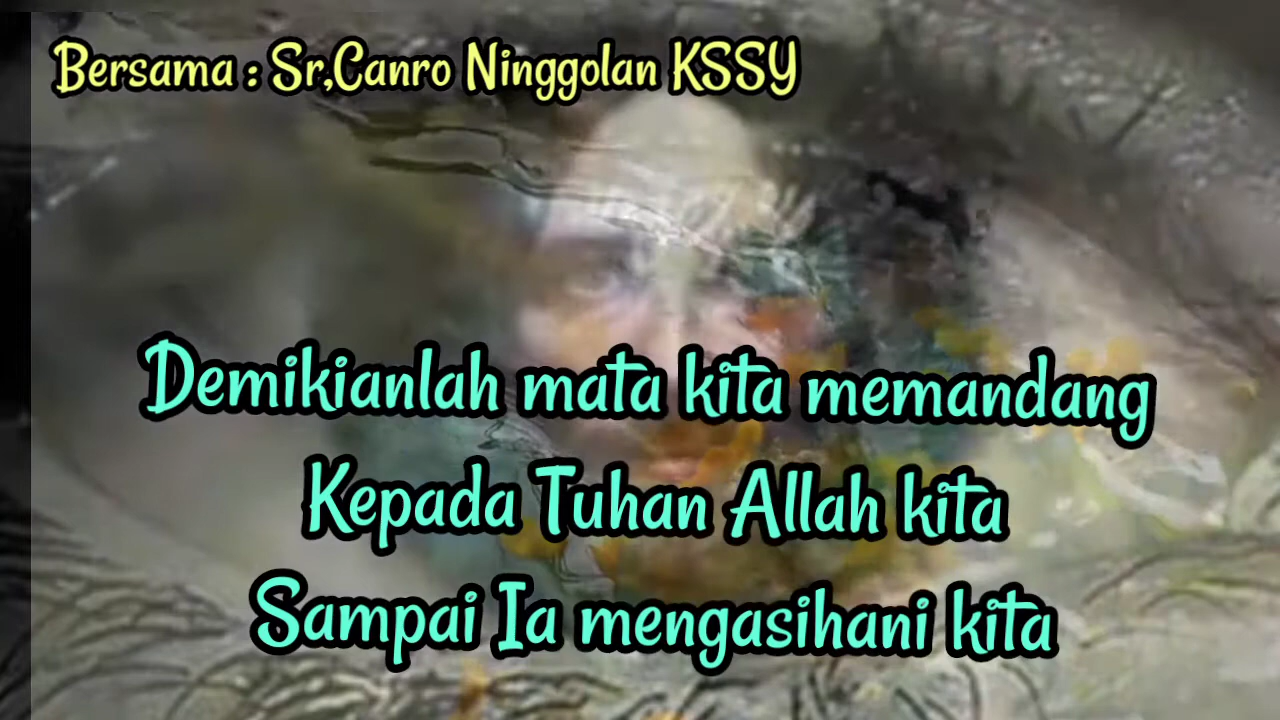 Bersama : Sr,Canro Ninggolan KSSY
Demikianlah mata kita memandang
Kepada Tuhan Allah kita
Sampai Ia mengasihani kita